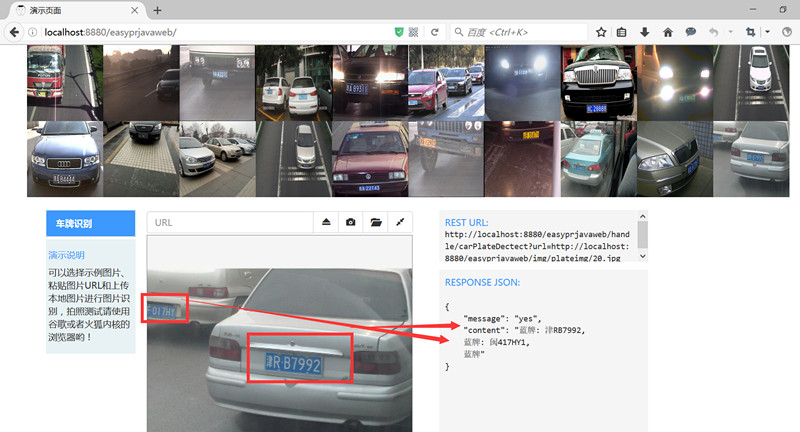 演示页面
localhost:8880/easyprjavaweb/
百度 <Ctrl+K>
车牌识别
URL
演示说明
可以选择示例图片、
粘贴图片URL和上传
本地图片进行图片识
别，拍照测试请使用
谷歌或者火狐内核的
浏览器哟！
津R·B7992
REST URL:
http://localhost:8880/easyprjavaweb/hand
le/carPlateDectect?url=http://localhost:
8880/easyprjavaweb/img/plateimg/20.jpg
RESPONSE JSON:
{
"message": "yes",
"content": "蓝牌: 津RB7992,
蓝牌: 闽417HY1,
蓝牌"
}